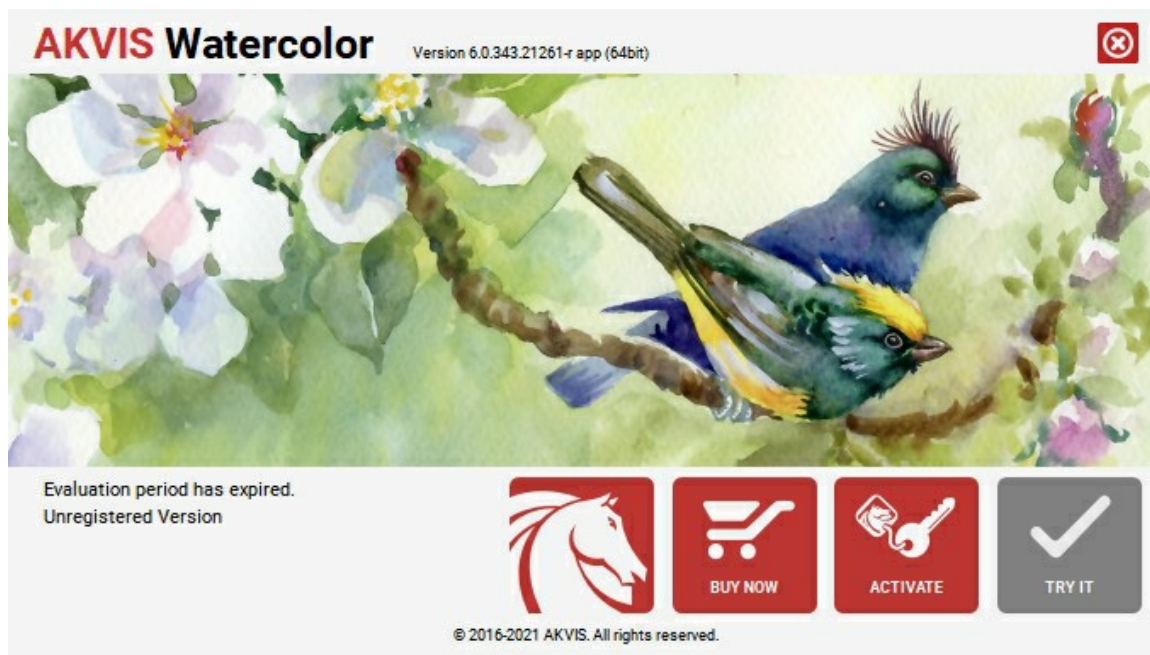 AKVIS Watercolor Version 6.0.343.21261-r app (64bit)
Evaluation period has expired.
Unregistered Version
BUY NOW
ACTIVATE
TRY IT
© 2016-2021 AKVIS. All rights reserved.